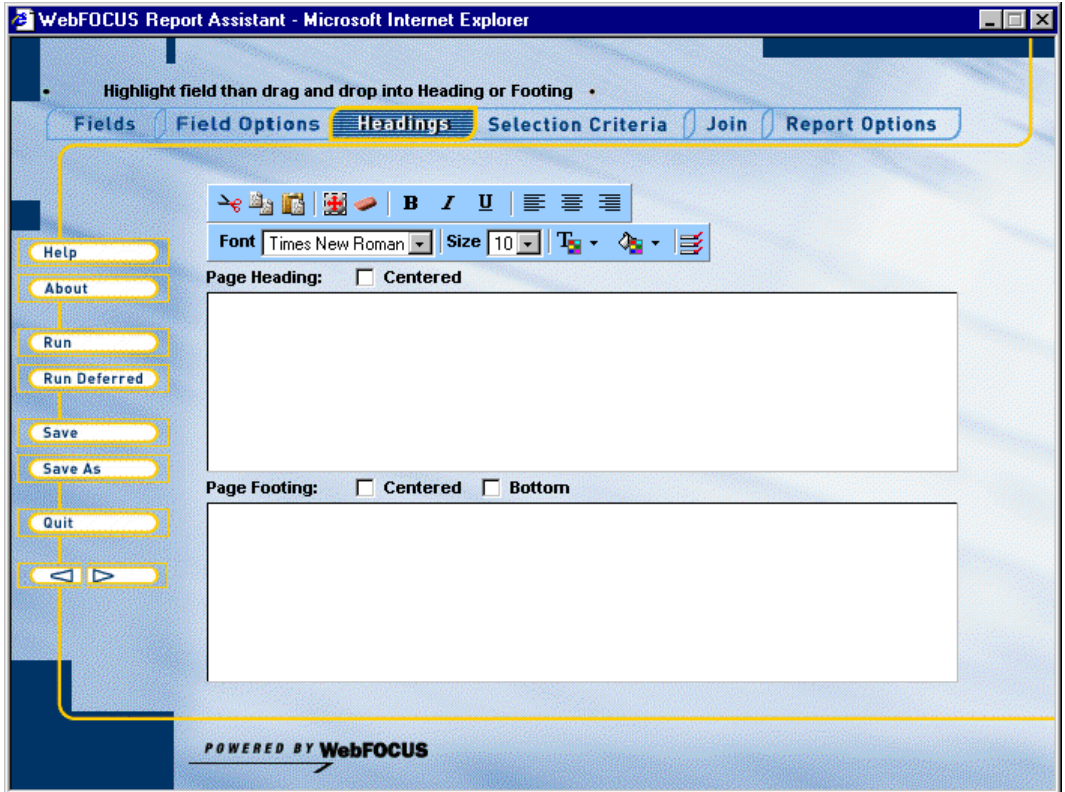 WebFOCUS Report Assistant - Microsoft Internet Explorer
• Highlight field than drag and drop into Heading or Footing •
Fields Field Options Headings Selection Criteria Join Report Options
B I U
Font Times New Roman Size 10 T
Help
Page Heading: Centered
About
Run
Run Deferred
Save
Save As
Page Footing: Centered Bottom
Quit
POWERED BY WebFOCUS